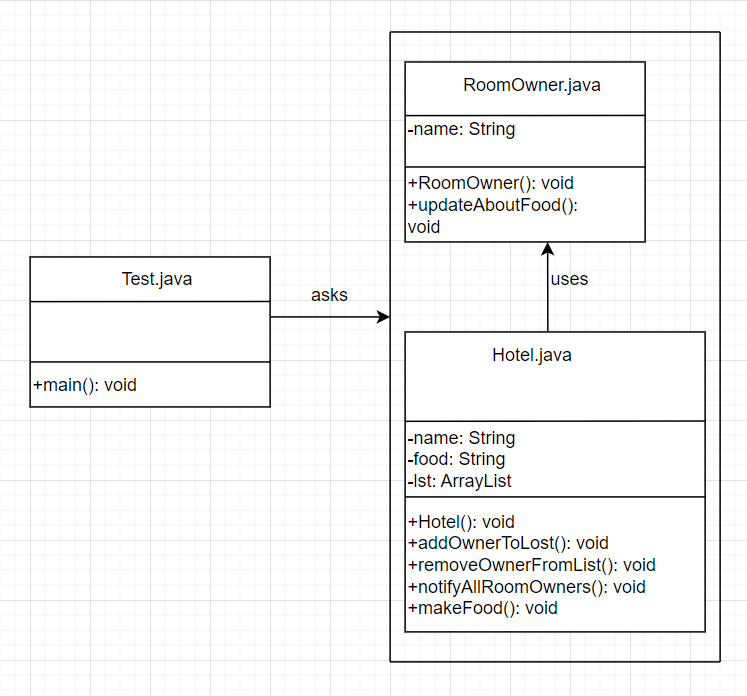 RoomOwner.java
-name: String
+RoomOwner(): void
+updateAboutFood():
void
Test.java
+main(): void
asks
uses
Hotel.java
-name: String
-food: String
-lst: ArrayList
+Hotel(): void
+addOwnerToLost(): void
+removeOwnerFromList(): void
+notifyAllRoomOwners(): void
+makeFood(): void